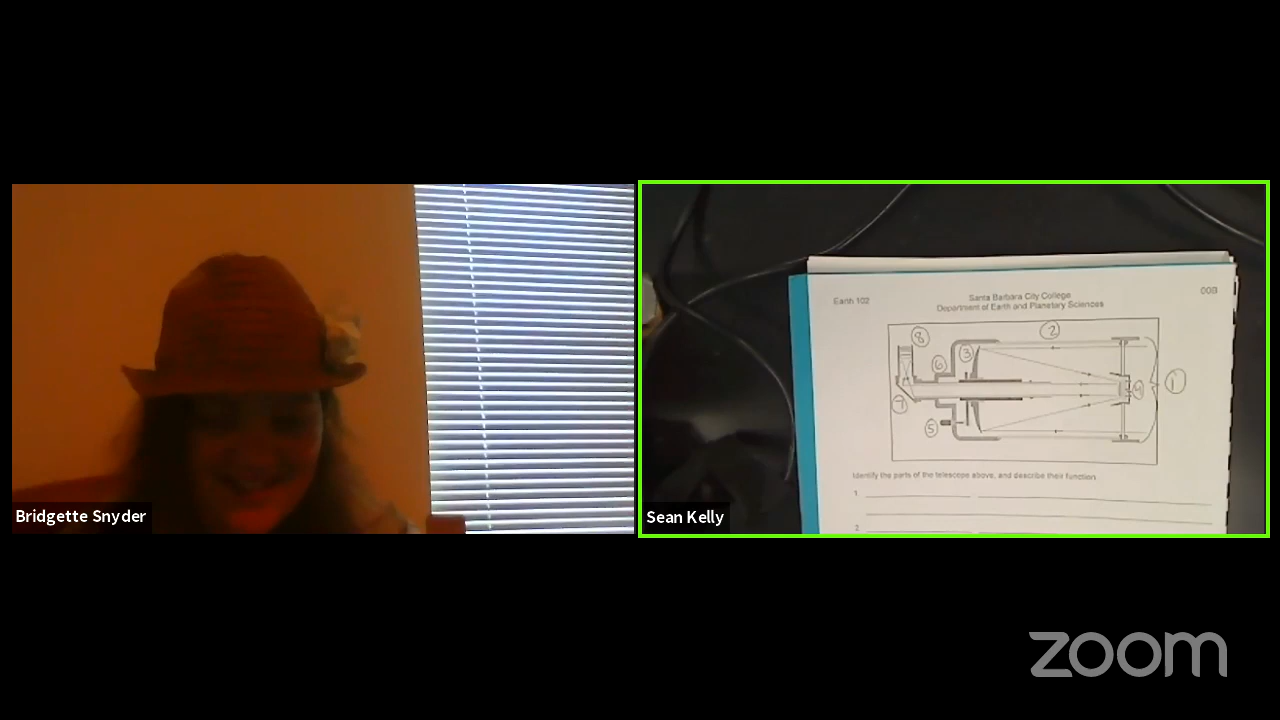 Earth 102
Santa Barbara City College
00B
Department of Earth and Planetary Sciences
8
2
3
6
1
4
7
5
Identify the parts of the telescope above, and describe their function
1.
2.
Bridgette Snyder
Sean Kelly
zoom